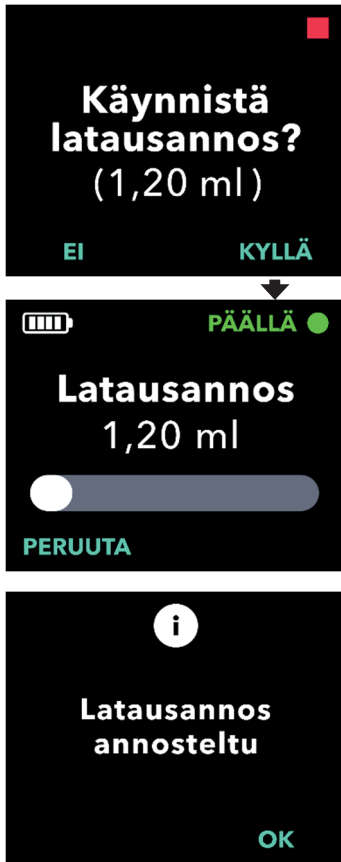 Käynnistä
latausannos?
(1,20 ml)
EI KYLLÄ
PÄÄLLÄ
Latausannos
1,20 ml
PERUUTA
i
Latausannos
annosteltu
OK